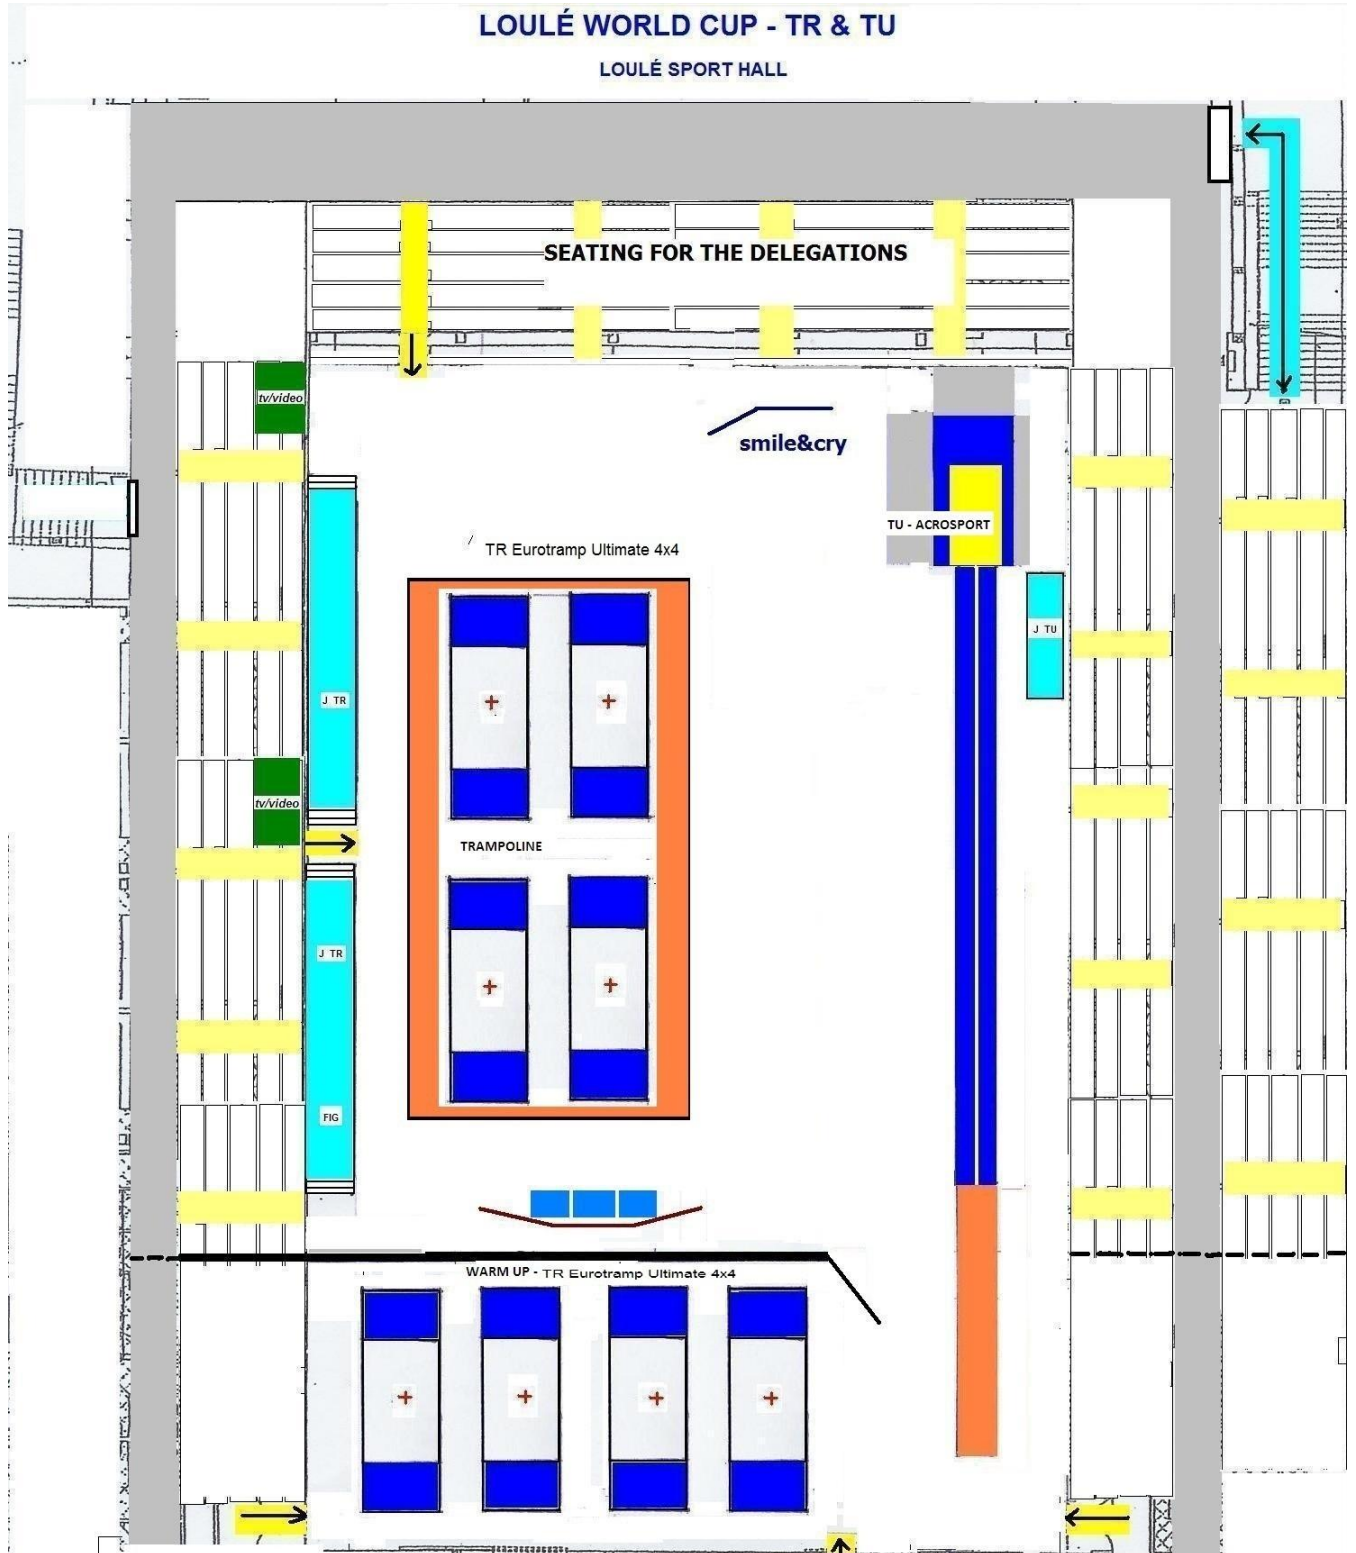 LOULÉ WORLD CUP - TR & TU
LOULÉ SPORT HALL
SEATING FOR THE DELEGATIONS
tv/video
smile&cry
TU - ACROSPORT
TR Eurotramp Ultimate 4x4
J TU
J TR
tv/video
TRAMPOLINE
J TR
FIG
WARM UP - TR Eurotramp Ultimate 4x4